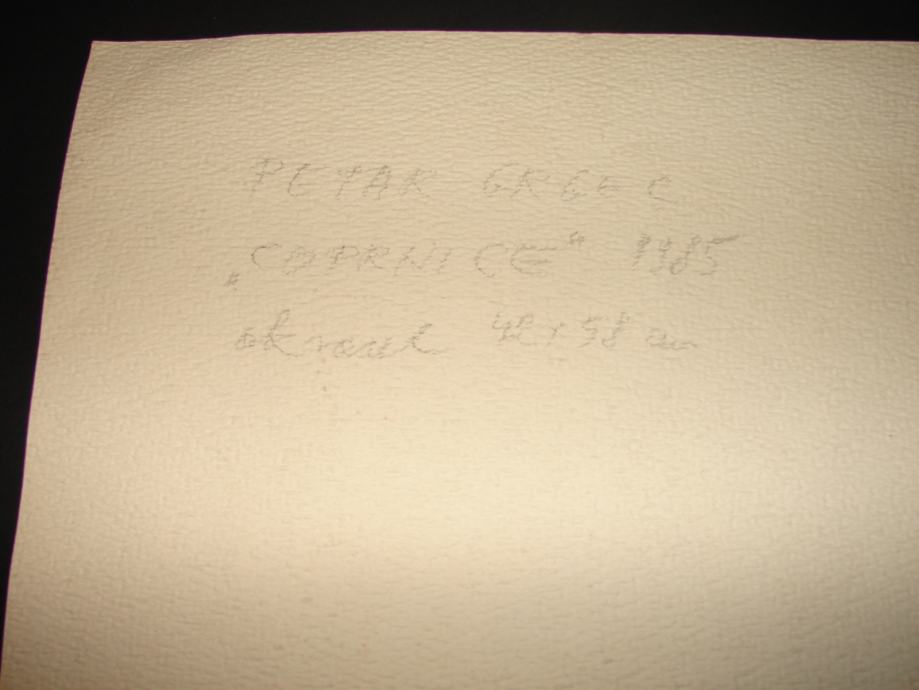 PETAR GRGEC
„COPRNICE" 1985
akvarel 42x58 cm